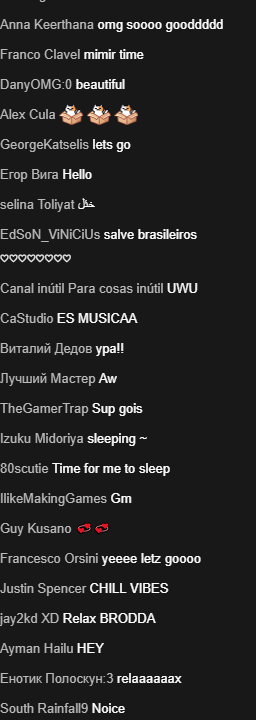 Anna Keerthana omg soooo gooddddd
Franco Clavel mimir time
DanyOMG:0 beautiful
Alex Cula
GeorgeKatselis lets go
Егор Вига Hello
selina Toliyat
EdSoN_ViNiCiUs salve brasileiros
♡♡♡♡♡♡♡♡
Canal inútil Para cosas inútil UWU
CaStudio ES MUSICAA
Виталий Дедов ура!!
Лучший Мастер Aw
TheGamerTrap Sup gois
Izuku Midoriya sleeping ~
80scutie Time for me to sleep
IlikeMakingGames Gm
Guy Kusano
Francesco Orsini yeeee letz goooo
Justin Spencer CHILL VIBES
jay2kd XD Relax BRODDA
Ayman Hailu HEY
Енотик Полоскун:3 relaaaaaax
South Rainfall9 Noice